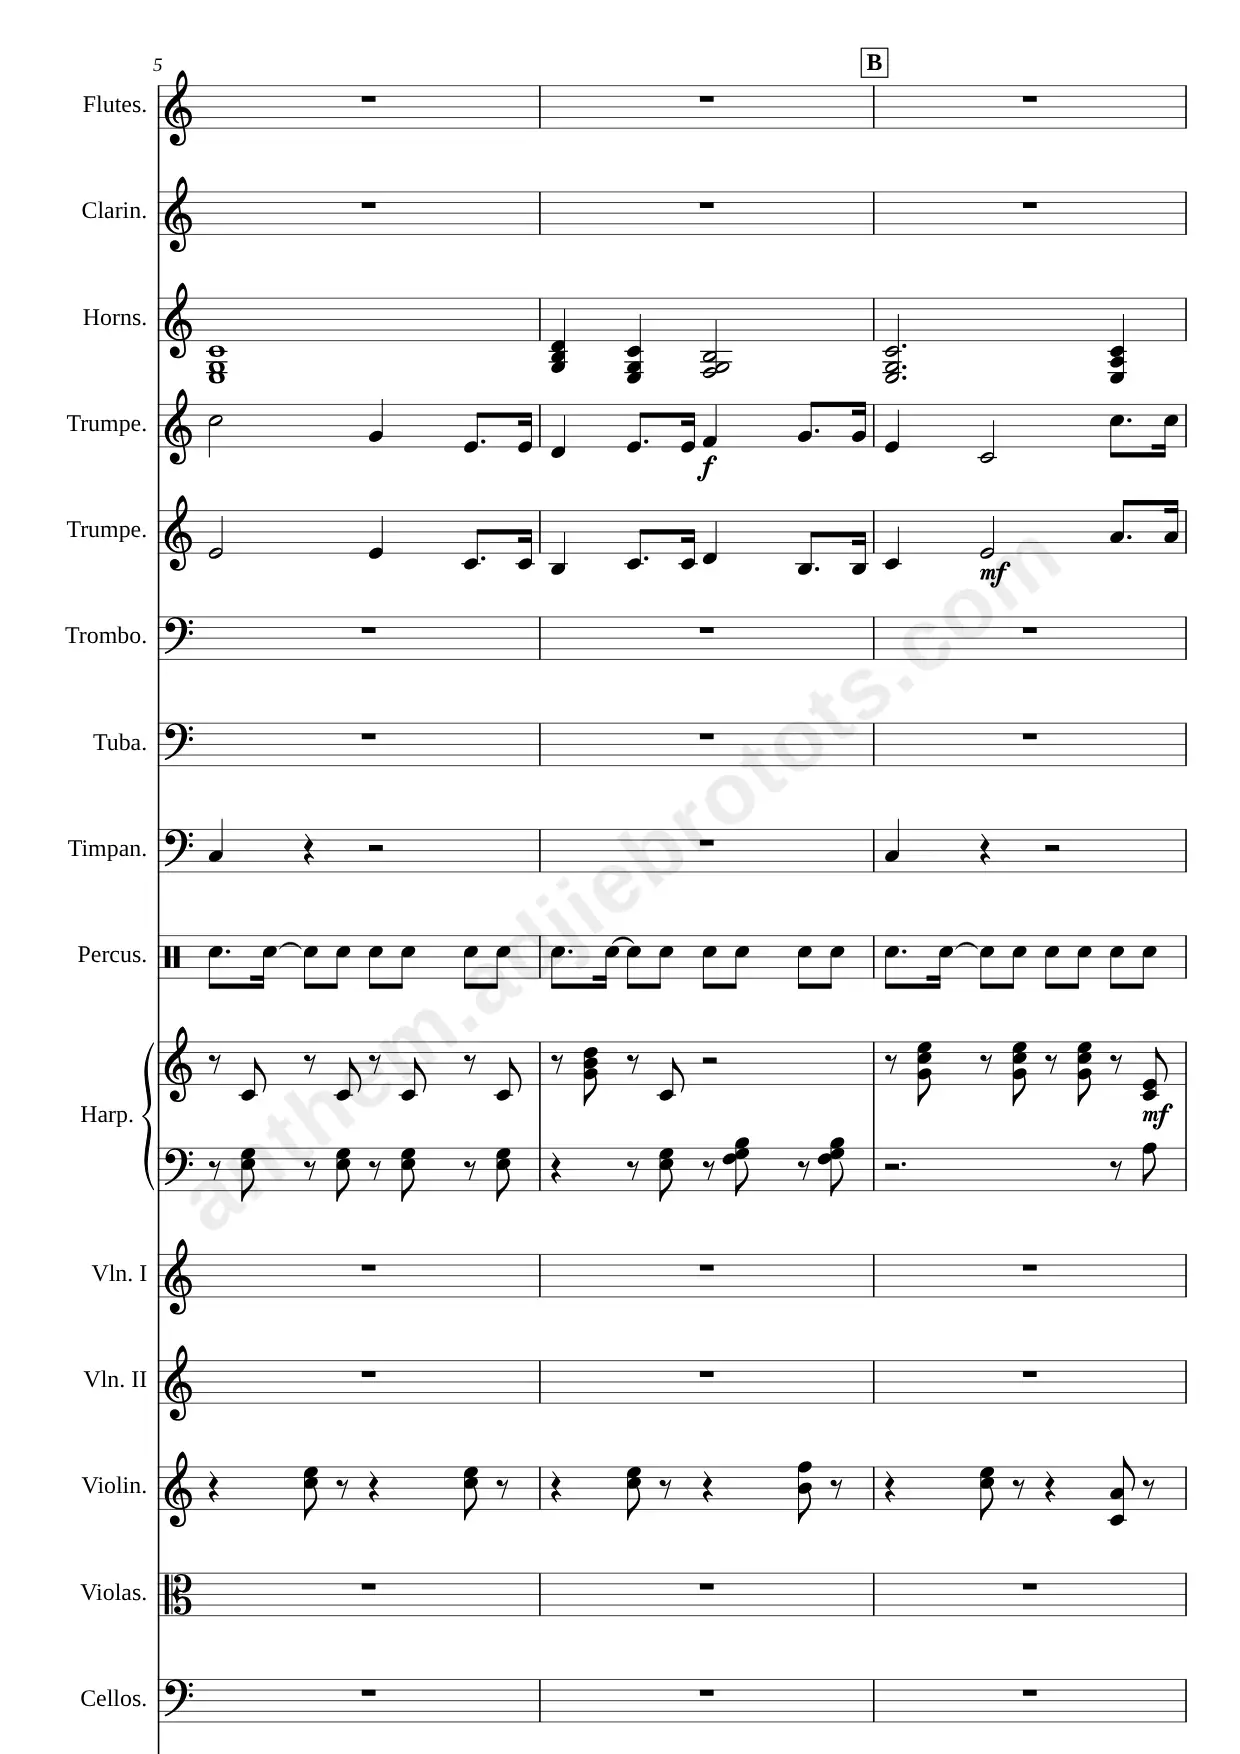 5
B
Flutes.
Clarin.
Horns.
Trumpe.
f
Trumpe.
mf
Trombo.
Tuba.
Timpan.
Percus.
Harp.
mf
Vln. I
Vln. II
Violin.
Violas.
Cellos.
anthem.adjiebrotots.com